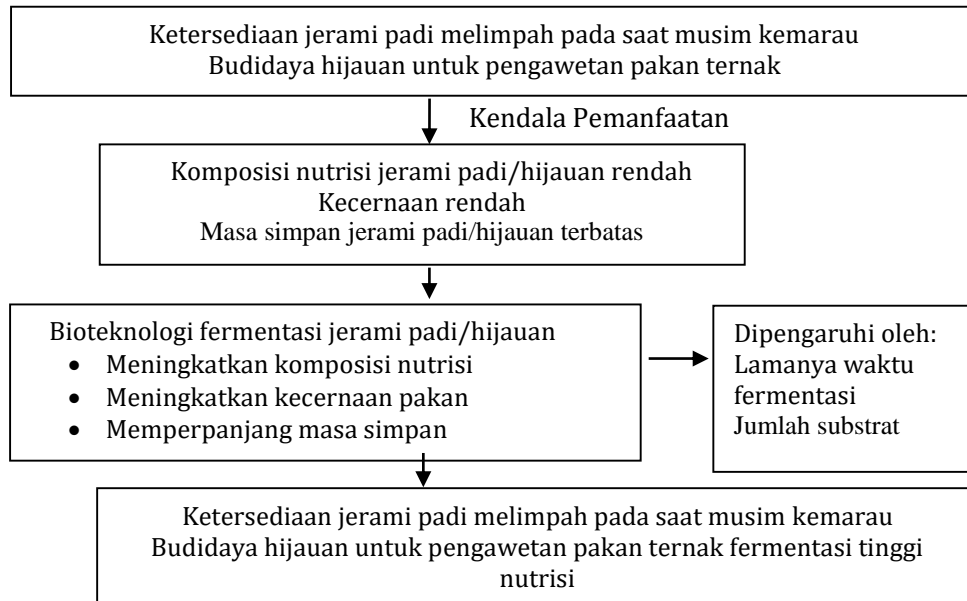 Ketersediaan jerami padi melimpah pada saat musim kemarau
Budidaya hijauan untuk pengawetan pakan ternak
Kendala Pemanfaatan
Komposisi nutrisi jerami padi/hijauan rendah
Kecernaan rendah
Masa simpan jerami padi/hijauan terbatas
Bioteknologi fermentasi jerami padi/hijauan
• Meningkatkan komposisi nutrisi
• Meningkatkan kecernaan pakan
• Memperpanjang masa simpan
Dipengaruhi oleh:
Lamanya waktu
fermentasi
Jumlah substrat
Ketersediaan jerami padi melimpah pada saat musim kemarau
Budidaya hijauan untuk pengawetan pakan ternak fermentasi tinggi
nutrisi